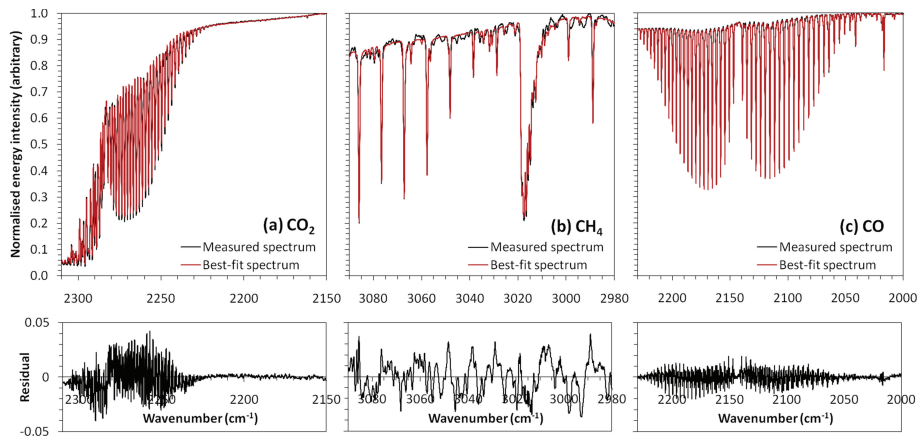 Normalised energy intensity (arbitrary)
1.0
0.9
0.8
0.7
0.6
0.5
0.4
0.3
0.2
0.1
0.0
(a) CO₂
Measured spectrum
Best-fit spectrum
2300 2250 2200 2150
(b) CH₄
Measured spectrum
Best-fit spectrum
3080 3060 3040 3020 3000 2980
(c) CO
Measured spectrum
Best-fit spectrum
2200 2150 2100 2050 2000
Residual
0.05
0
-0.05
2300 2250 2200 2150
Wavenumber (cm⁻¹)
3080 3060 3040 3020 3000 2980
Wavenumber (cm⁻¹)
2200 2150 2100 2050 2000
Wavenumber (cm⁻¹)